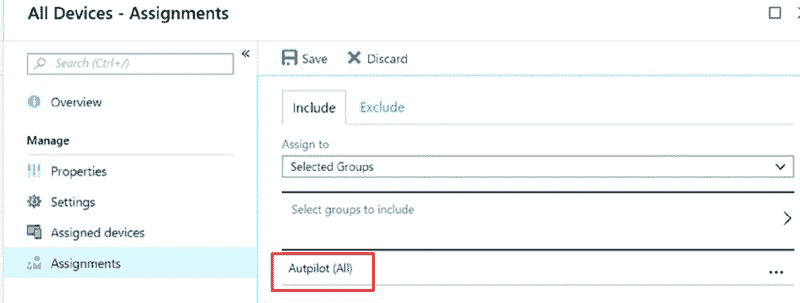 All Devices - Assignments
Search (Ctrl+/)
Overview
Manage
Properties
Settings
Assigned devices
Assignments
Save Discard
Include Exclude
Assign to
Selected Groups
Select groups to include
Autpilot (All)